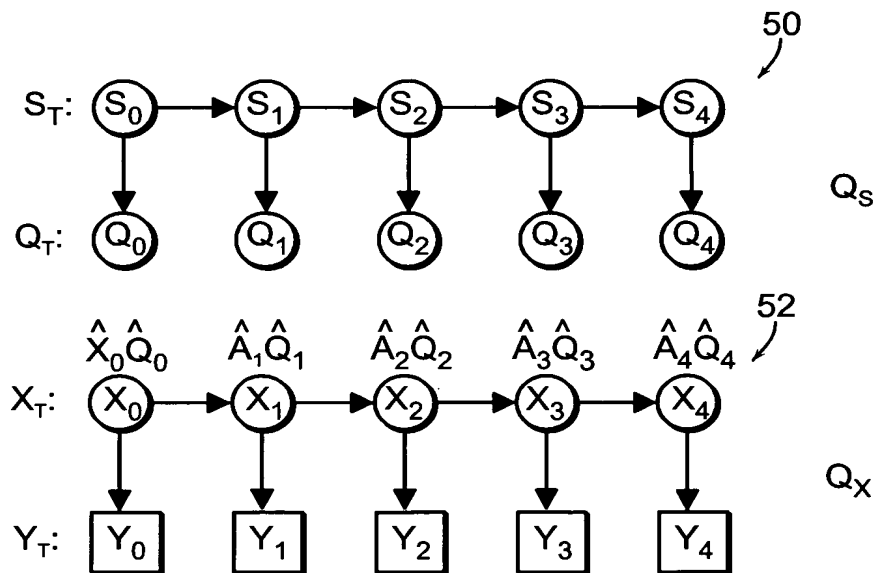 50
S_T: S_0 S_1 S_2 S_3 S_4
Q_S
Q_T: Q_0 Q_1 Q_2 Q_3 Q_4
52
X̂_0Q̂_0 Â_1Q̂_1 Â_2Q̂_2 Â_3Q̂_3 Â_4Q̂_4
X_T: X_0 X_1 X_2 X_3 X_4
Q_X
Y_T: Y_0 Y_1 Y_2 Y_3 Y_4